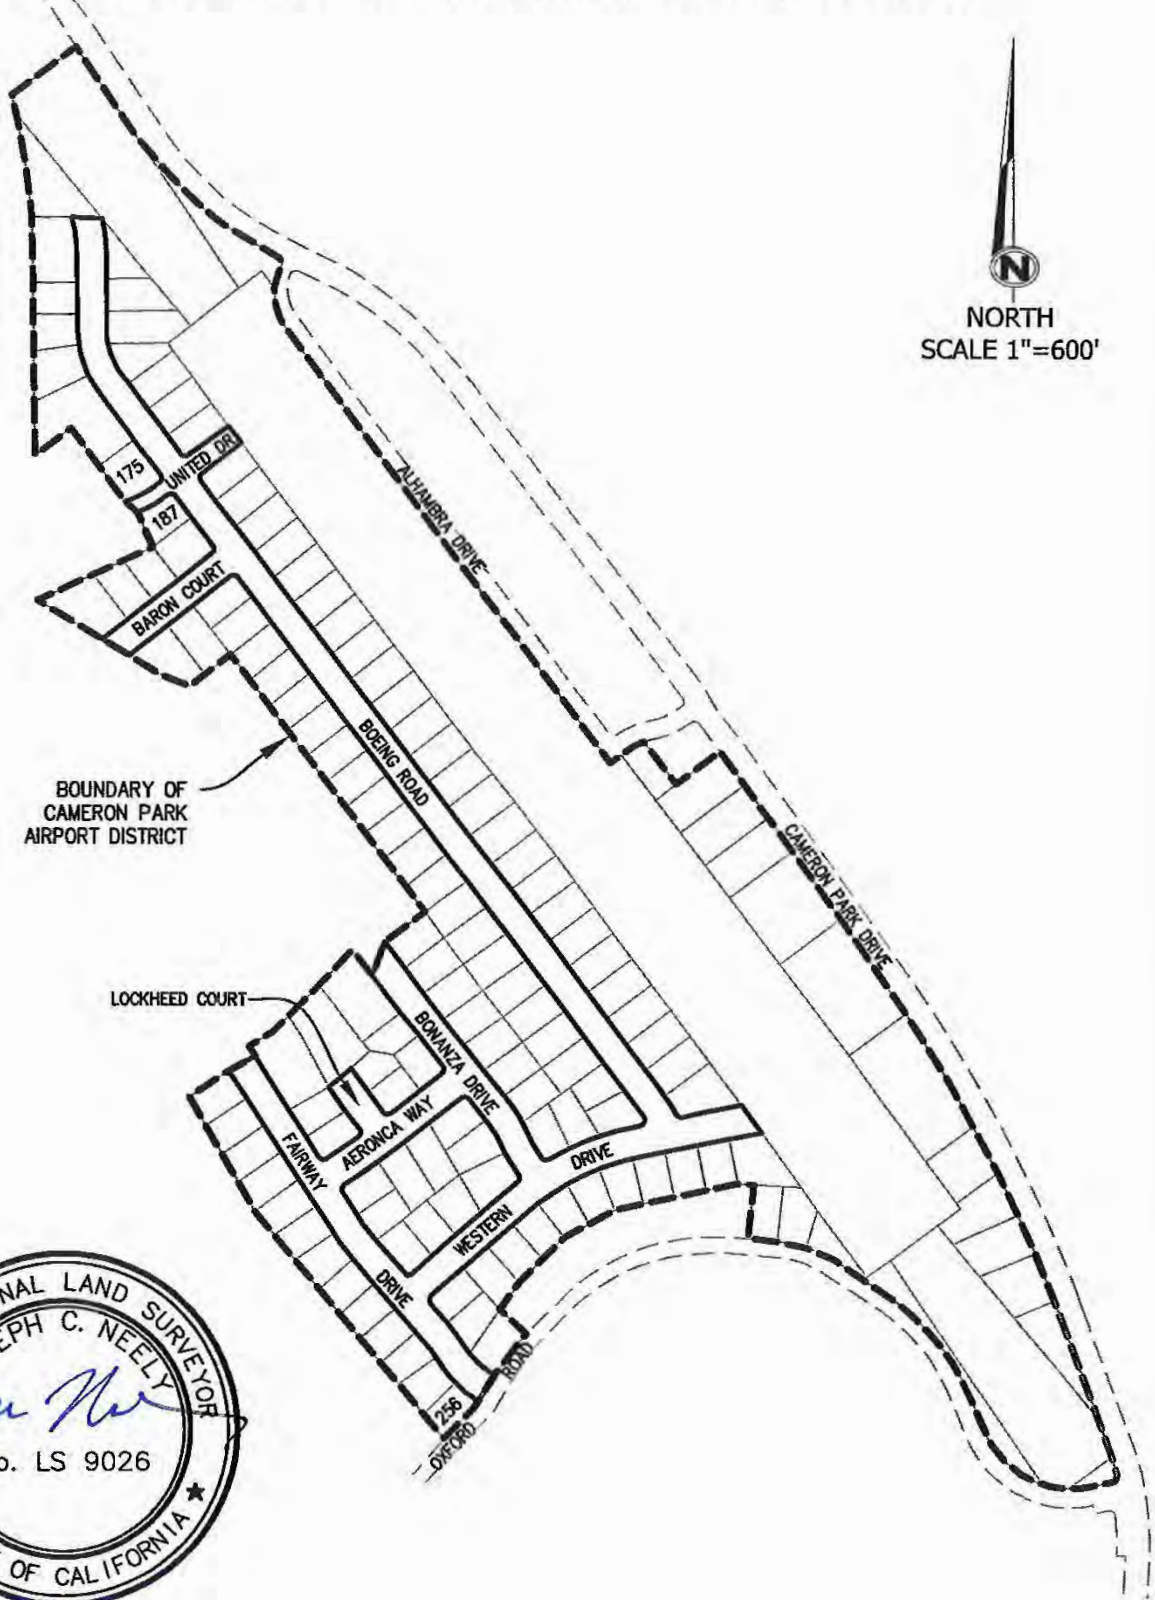 N
NORTH
SCALE 1"=600'
ALHAMBRA DRIVE
175
UNITED DR
187
BARON COURT
BOEING ROAD
BOUNDARY OF
CAMERON PARK
AIRPORT DISTRICT
CAMERON PARK DRIVE
LOCKHEED COURT
BONANZA DRIVE
AERONCA WAY
FAIRWAY
DRIVE
WESTERN
DRIVE
256
OXFORD
ROAD
NAL LAND SURVEYOR
EPH C. NEELY
o. LS 9026
OF CALIFORNIA